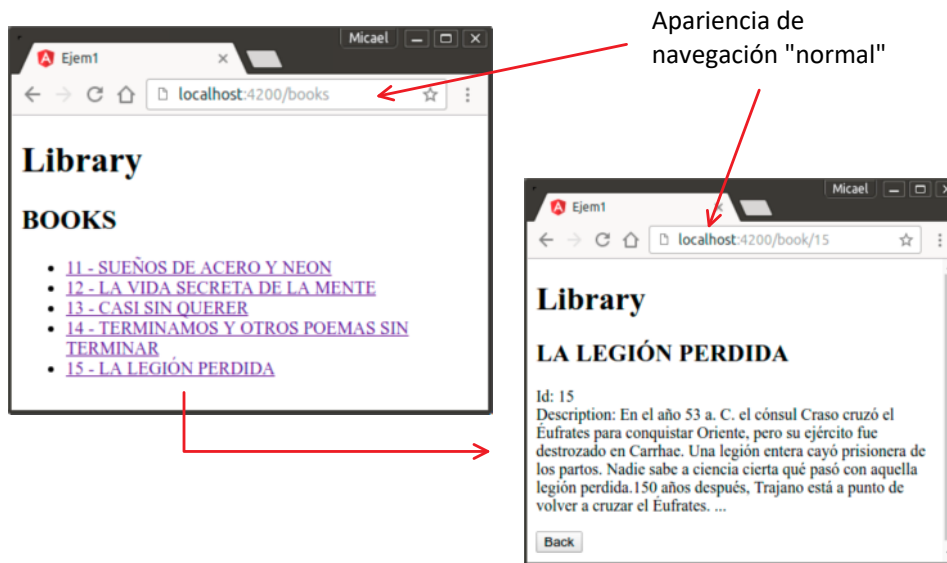 Apariencia de
navegación "normal"
Micael
Ejem1
localhost:4200/books
Library
BOOKS
11 - SUEÑOS DE ACERO Y NEON
12 - LA VIDA SECRETA DE LA MENTE
13 - CASI SIN QUERER
14 - TERMINAMOS Y OTROS POEMAS SIN
TERMINAR
15 - LA LEGIÓN PERDIDA
Micael
Ejem1
localhost:4200/book/15
Library
LA LEGIÓN PERDIDA
Id: 15
Description: En el año 53 a. C. el cónsul Craso cruzó el
Éufrates para conquistar Oriente, pero su ejército fue
destrozado en Carrhae. Una legión entera cayó prisionera de
los partos. Nadie sabe a ciencia cierta qué pasó con aquella
legión perdida.150 años después, Trajano está a punto de
volver a cruzar el Éufrates. ...
Back